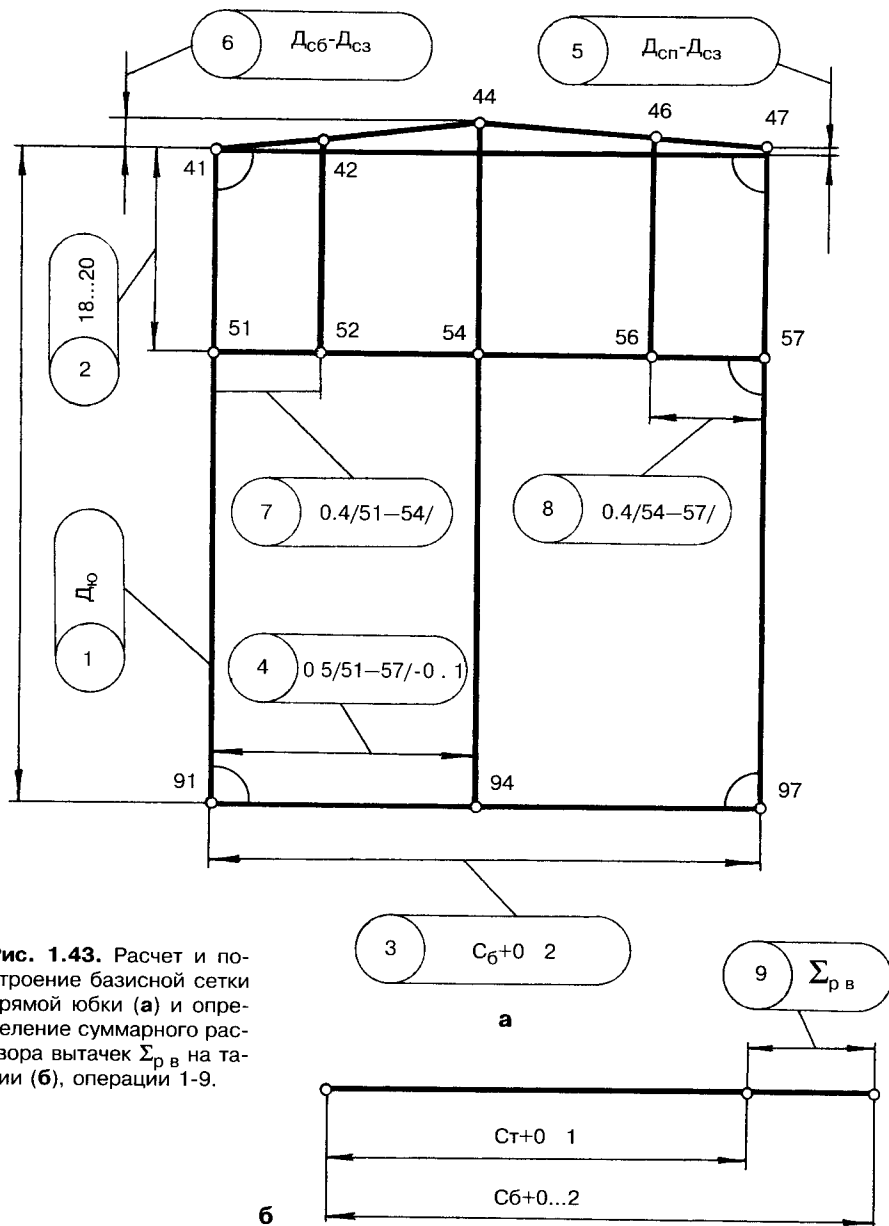 6 Дсб-Дсз
5 Дсп-Дсз
44
46
47
41
42
2 18...20
51
52
54
56
57
7 0.4/51–54/
8 0.4/54–57/
1 Дю
4 0 5/51–57/-0 . 1
91
94
97
3 Сб+0 2
9 Σр в
а
ис. 1.43. Расчет и по-
троение базисной сетки
рямой юбки (а) и опре-
еление суммарного рас-
вора вытачек Σр в на та-
ии (б), операции 1-9.
Ст+0 1
Сб+0...2
б